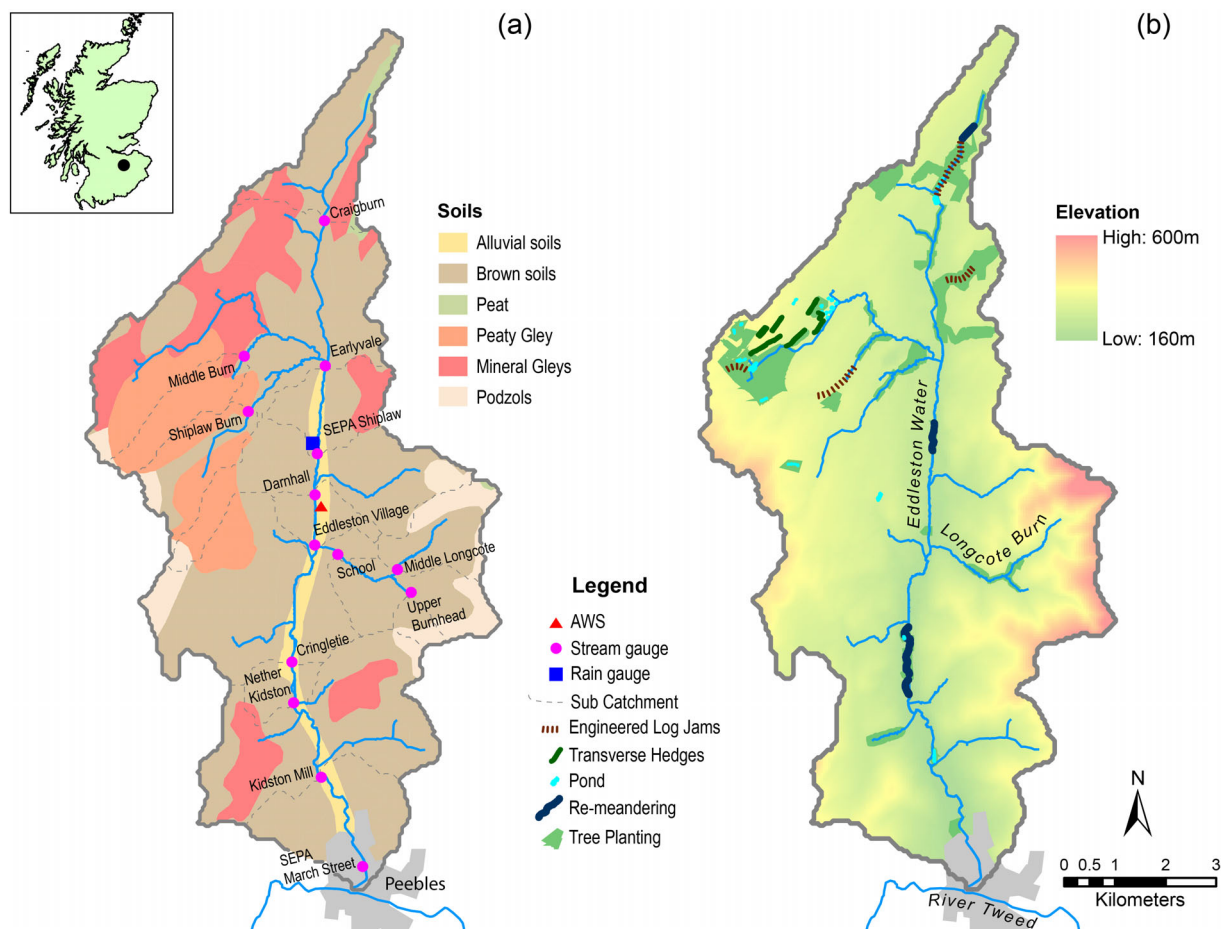 (a)
(b)
Craigburn
Soils
Alluvial soils
Brown soils
Peat
Peaty Gley
Mineral Gleys
Podzols
Elevation
High: 600m
Low: 160m
Earlyvale
Middle Burn
Shiplaw Burn
SEPA Shiplaw
Darnhall
Eddleston Village
School
Middle Longcote
Upper
Burnhead
Cringletie
Nether
Kidston
Kidston Mill
SEPA
March Street
Peebles
Legend
AWS
Stream gauge
Rain gauge
Sub Catchment
Engineered Log Jams
Transverse Hedges
Pond
Re-meandering
Tree Planting
Eddleston Water
Longcote Burn
River Tweed
N
0 0.5 1 2 3
Kilometers